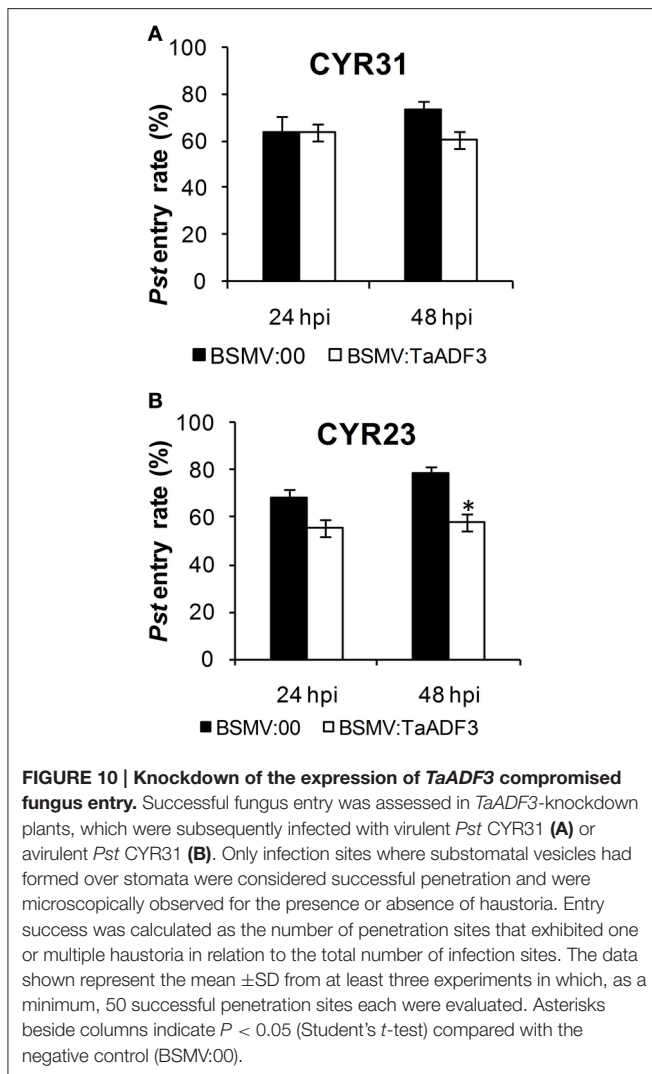 A
CYR31
100
80
60
40
20
0
Pst entry rate (%)
24 hpi 48 hpi
■ BSMV:00 □ BSMV:TaADF3
B
CYR23
100
80
60
40
20
0
Pst entry rate (%)
*
24 hpi 48 hpi
■ BSMV:00 □ BSMV:TaADF3
FIGURE 10 | Knockdown of the expression of TaADF3 compromised
fungus entry. Successful fungus entry was assessed in TaADF3-knockdown
plants, which were subsequently infected with virulent Pst CYR31 (A) or
avirulent Pst CYR31 (B). Only infection sites where substomatal vesicles had
formed over stomata were considered successful penetration and were
microscopically observed for the presence or absence of haustoria. Entry
success was calculated as the number of penetration sites that exhibited one
or multiple haustoria in relation to the total number of infection sites. The data
shown represent the mean ±SD from at least three experiments in which, as a
minimum, 50 successful penetration sites each were evaluated. Asterisks
beside columns indicate P < 0.05 (Student's t-test) compared with the
negative control (BSMV:00).